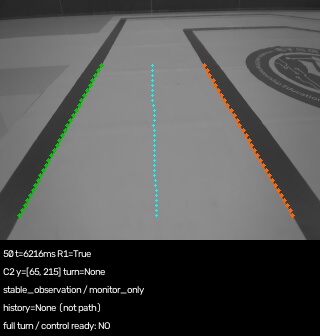 50 t=6216ms R1=True
C2 y=[65, 215] turn=None
stable_observation / monitor_only
history=None (not path)
full turn / control ready: NO